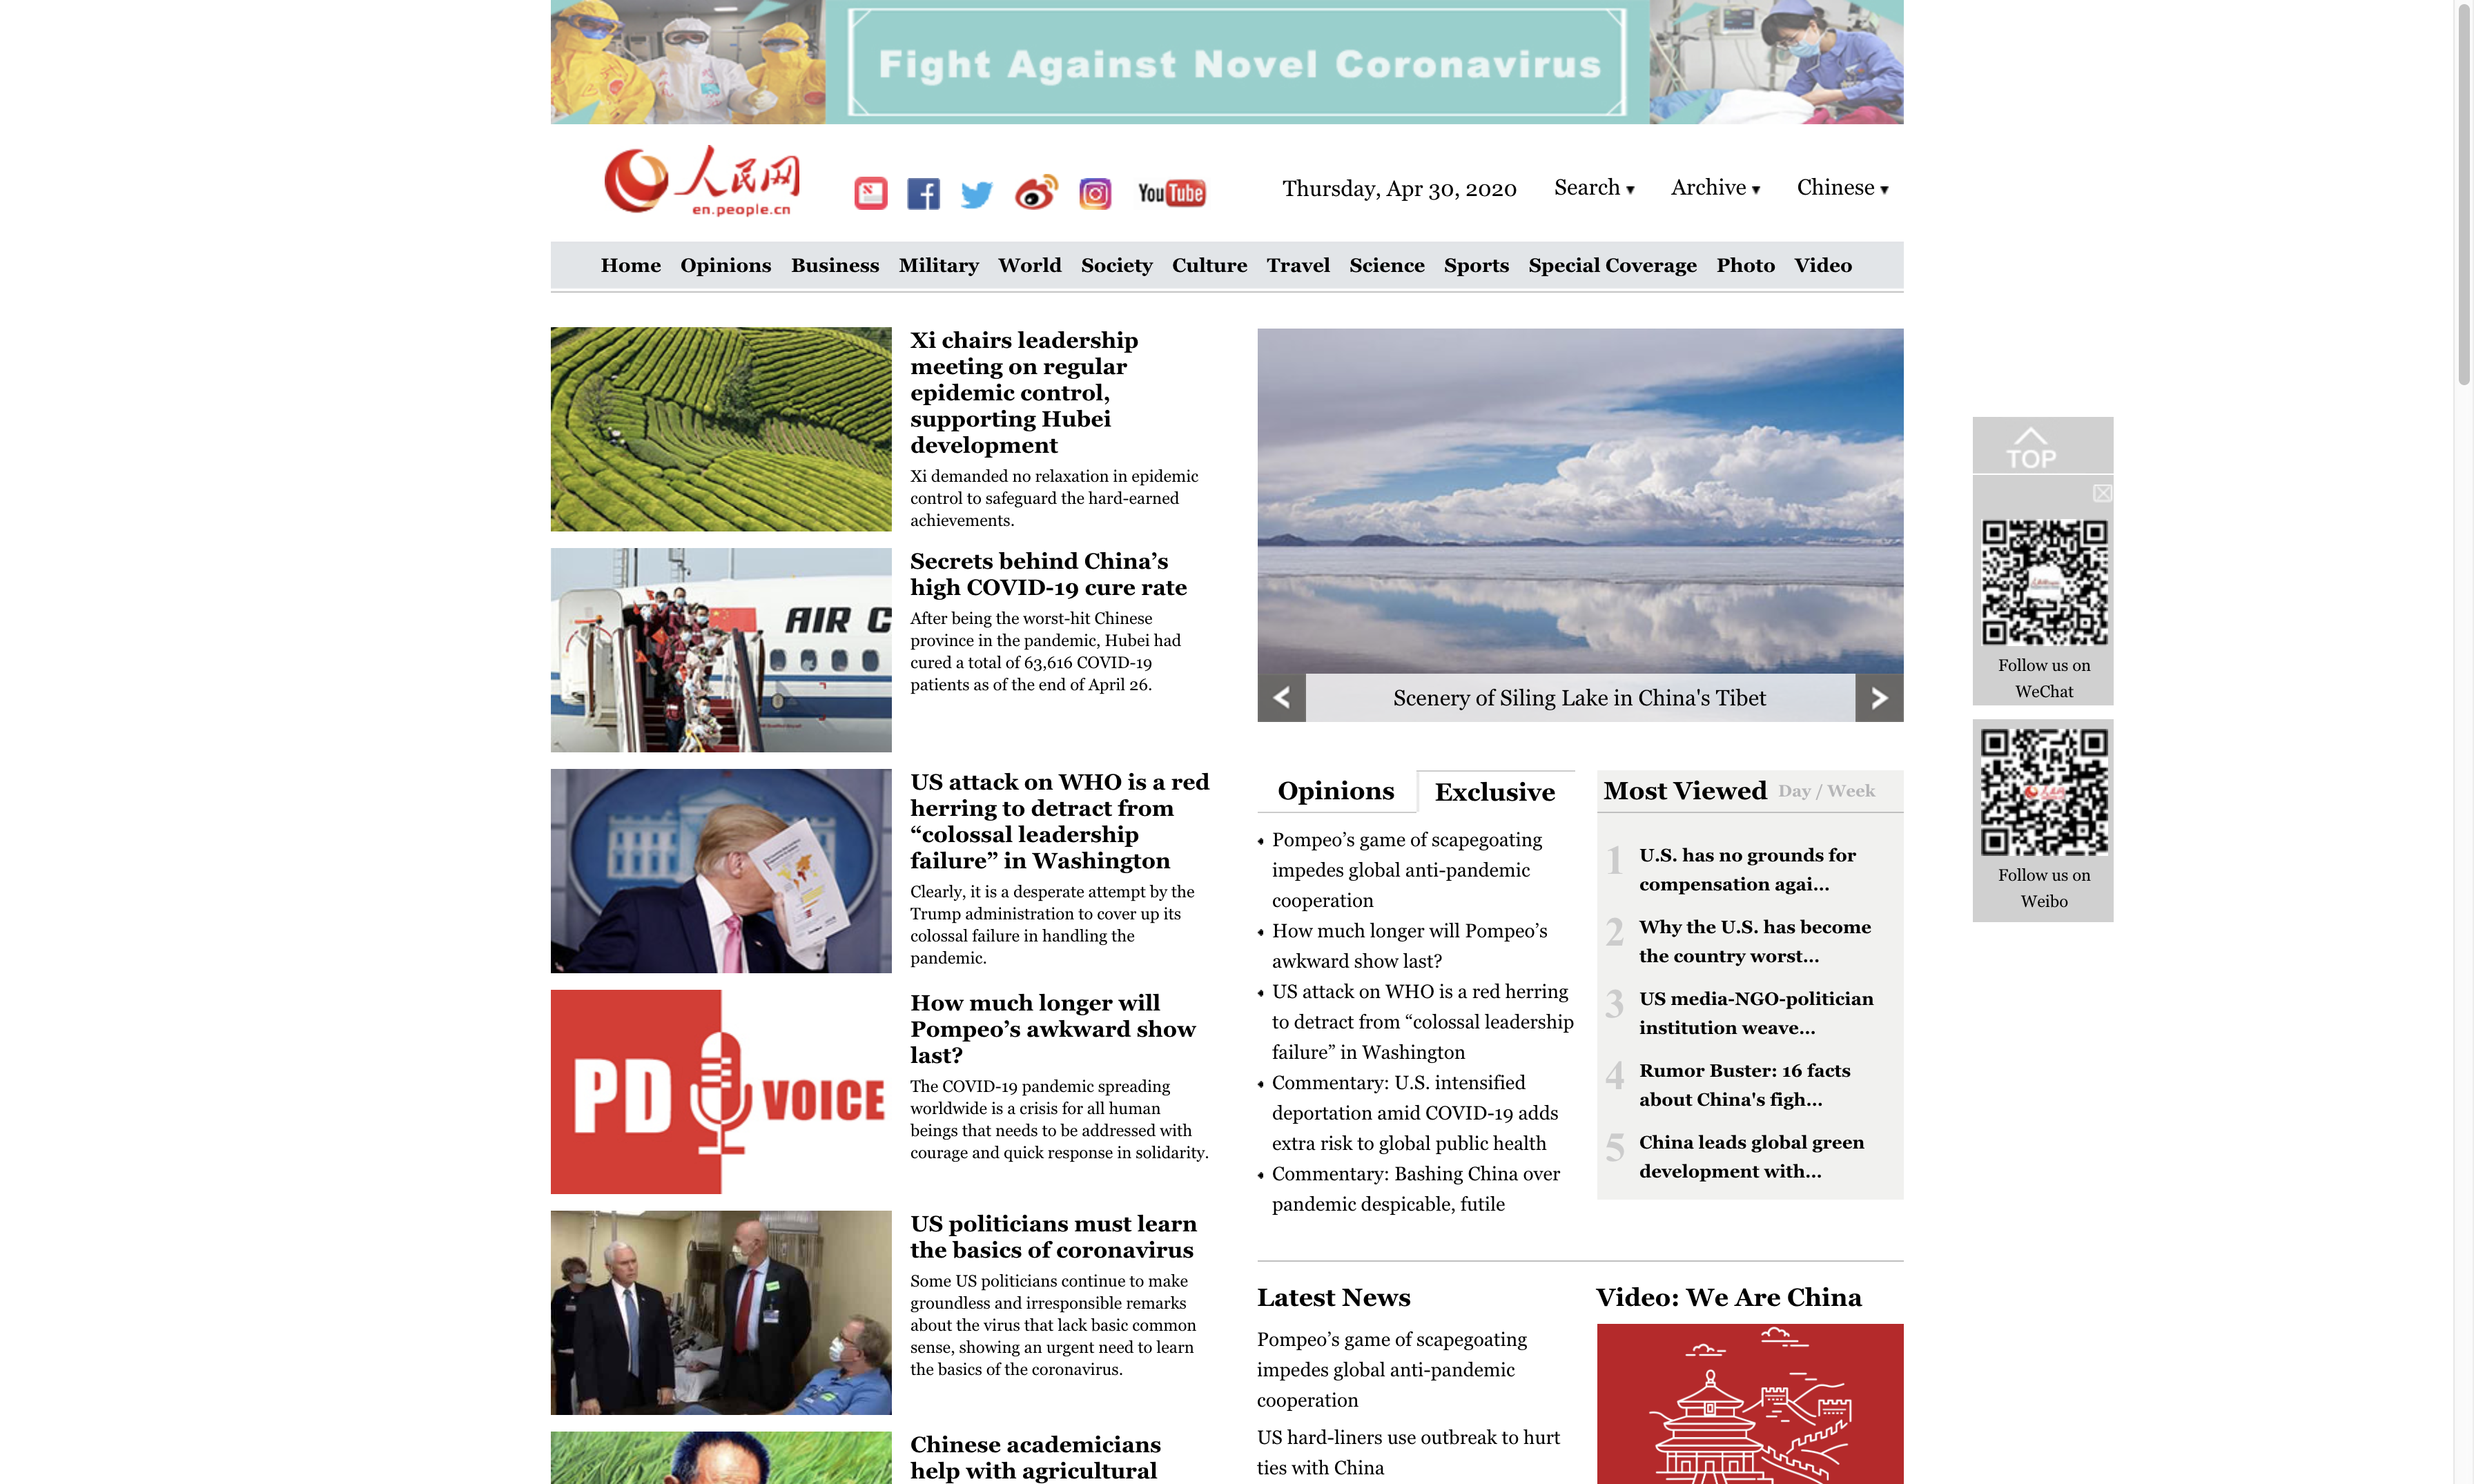 Fight Against Novel Coronavirus
人民网
en.people.cn
You Tube
Thursday, Apr 30, 2020
Search ▾
Archive ▾
Chinese ▾
Home Opinions Business Military World Society Culture Travel Science Sports Special Coverage Photo Video
Xi chairs leadership
meeting on regular
epidemic control,
supporting Hubei
development
Xi demanded no relaxation in epidemic
control to safeguard the hard-earned
achievements.
AIR C
Secrets behind China’s
high COVID-19 cure rate
After being the worst-hit Chinese
province in the pandemic, Hubei had
cured a total of 63,616 COVID-19
patients as of the end of April 26.
US attack on WHO is a red
herring to detract from
“colossal leadership
failure” in Washington
Clearly, it is a desperate attempt by the
Trump administration to cover up its
colossal failure in handling the
pandemic.
PD VOICE
How much longer will
Pompeo’s awkward show
last?
The COVID-19 pandemic spreading
worldwide is a crisis for all human
beings that needs to be addressed with
courage and quick response in solidarity.
US politicians must learn
the basics of coronavirus
Some US politicians continue to make
groundless and irresponsible remarks
about the virus that lack basic common
sense, showing an urgent need to learn
the basics of the coronavirus.
Chinese academicians
help with agricultural
Scenery of Siling Lake in China's Tibet
Opinions
Exclusive
Pompeo’s game of scapegoating
impedes global anti-pandemic
cooperation
How much longer will Pompeo’s
awkward show last?
US attack on WHO is a red herring
to detract from “colossal leadership
failure” in Washington
Commentary: U.S. intensified
deportation amid COVID-19 adds
extra risk to global public health
Commentary: Bashing China over
pandemic despicable, futile
Most Viewed Day / Week
1 U.S. has no grounds for
compensation agai...
2 Why the U.S. has become
the country worst...
3 US media-NGO-politician
institution weave...
4 Rumor Buster: 16 facts
about China's figh...
5 China leads global green
development with...
Latest News
Pompeo’s game of scapegoating
impedes global anti-pandemic
cooperation
US hard-liners use outbreak to hurt
ties with China
Video: We Are China
TOP
Follow us on
WeChat
Follow us on
Weibo